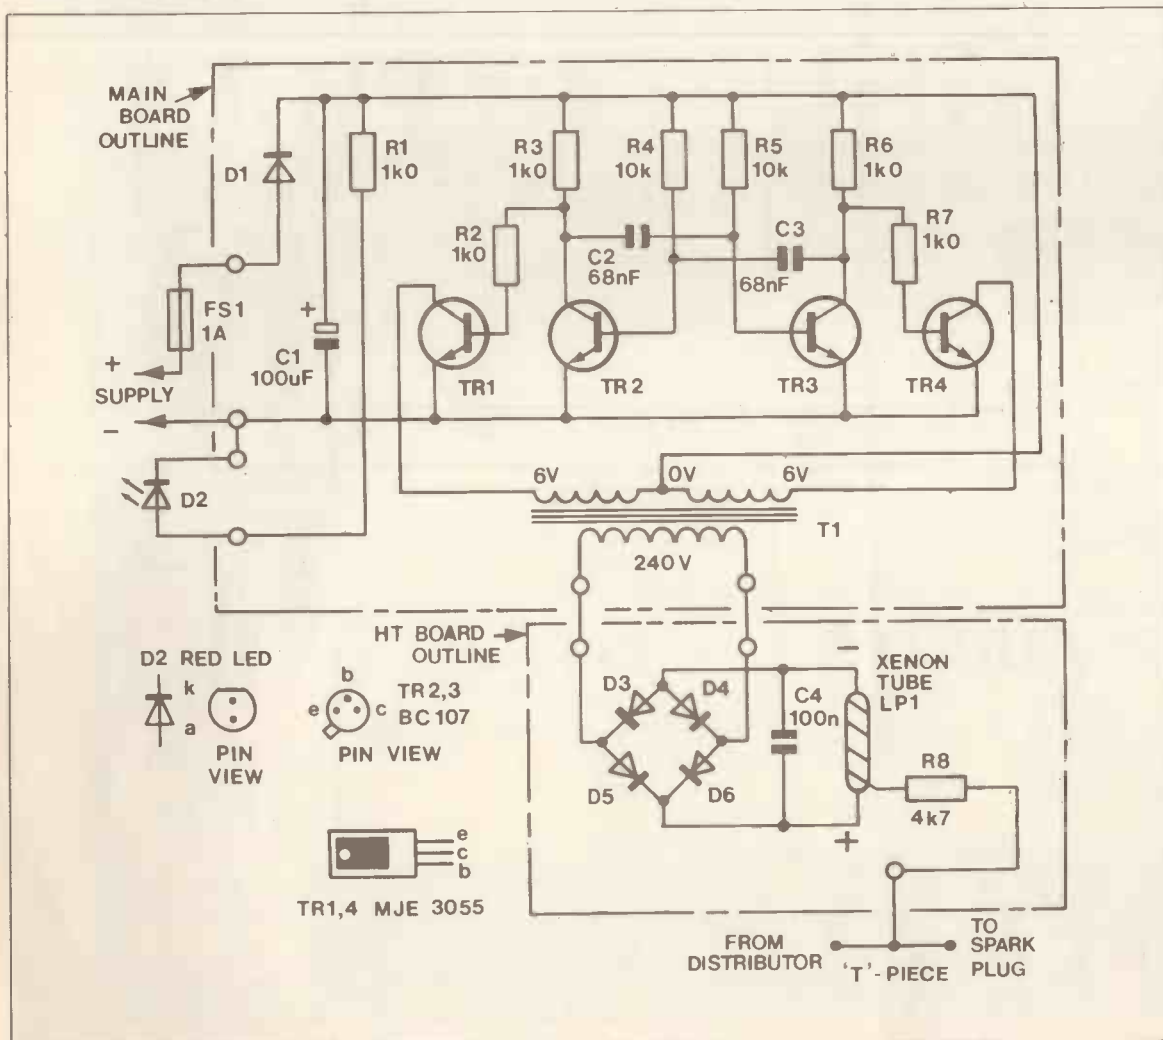 MAIN
BOARD
OUTLINE
D1
R1
1k0
R3
1k0
R4
10k
R5
10k
R6
1k0
R2
1k0
C2
68nF
C3
68nF
R7
1k0
FS1
1A
+
SUPPLY
-
+
C1
100uF
TR1
TR2
TR3
TR4
D2
6V
0V
6V
T1
240V
HT BOARD
OUTLINE
D2 RED LED
k
a
PIN
VIEW
b
e
c
TR2,3
BC107
PIN VIEW
e
c
b
TR1,4 MJE 3055
D3
D4
D5
D6
C4
100n
-
XENON
TUBE
LP1
+
R8
4k7
FROM
DISTRIBUTOR
'T'-PIECE
TO
SPARK
PLUG